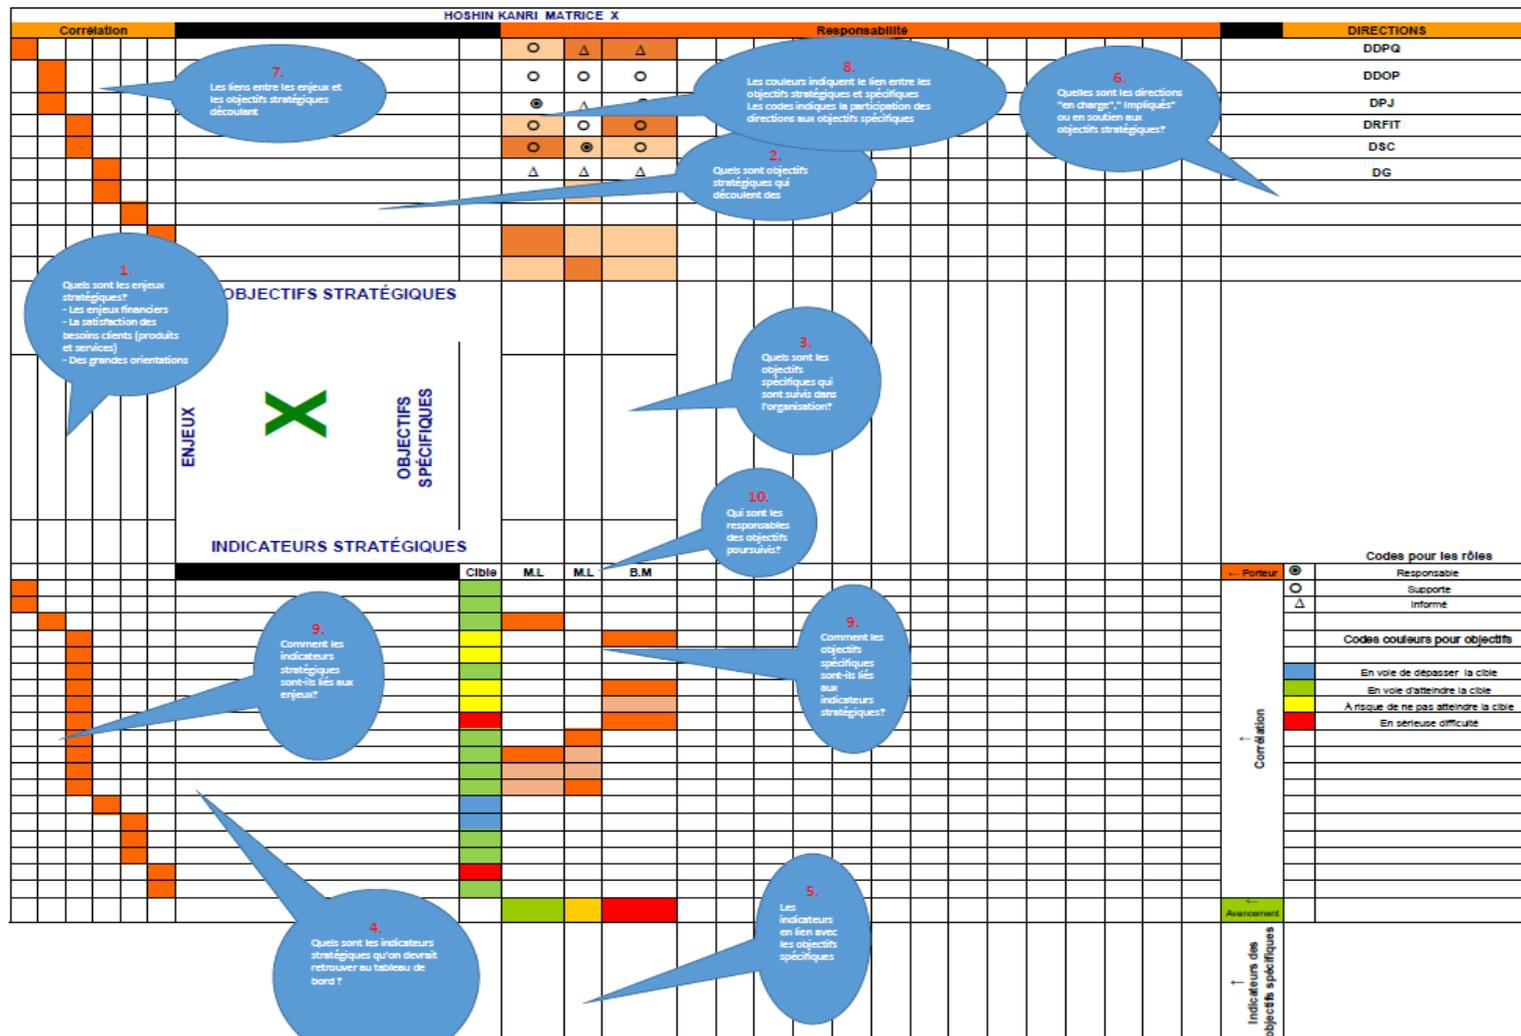 HOSHIN KANRI MATRICE X
Corrélation
Responsabilité
DIRECTIONS
DDPQ
DDOP
DPJ
DRFIT
DSC
DG
7.
Les liens entre les enjeux et
les objectifs stratégiques
découlant
8.
Les couleurs indiquent le lien entre les
objectifs stratégiques et spécifiques
Les codes indiques la participation des
directions aux objectifs spécifiques
6.
Quelles sont les directions
"en charge"," Impliqués"
ou en soutien aux
objectifs stratégiques?
2.
Quels sont objectifs
stratégiques qui
découlent des
1.
Quels sont les enjeux
stratégiques?
- Les enjeux financiers
- La satisfaction des
besoins clients (produits
et services)
- Des grandes orientations
OBJECTIFS STRATÉGIQUES
ENJEUX
X
OBJECTIFS
SPÉCIFIQUES
INDICATEURS STRATÉGIQUES
3.
Quels sont les
objectifs
spécifiques qui
sont suivis dans
l'organisation?
10.
Qui sont les
responsables
des objectifs
poursuivis?
Cible
M.L
M.L
B.M
Codes pour les rôles
← Porteur
Responsable
Supporte
Informé
Codes couleurs pour objectifs
En voie de dépasser la cible
En voie d'atteindre la cible
À risque de ne pas atteindre la cible
En sérieuse difficulté
9.
Comment les
indicateurs
stratégiques
sont-ils liés aux
enjeux?
9.
Comment les
objectifs
spécifiques
sont-ils liés
aux
indicateurs
stratégiques?
↑
Corrélation
4.
Quels sont les indicateurs
stratégiques qu'on devrait
retrouver au tableau de
bord ?
5.
Les
indicateurs
en lien avec
les objectifs
spécifiques
←
Avancement
↑
Indicateurs des
objectifs spécifiques